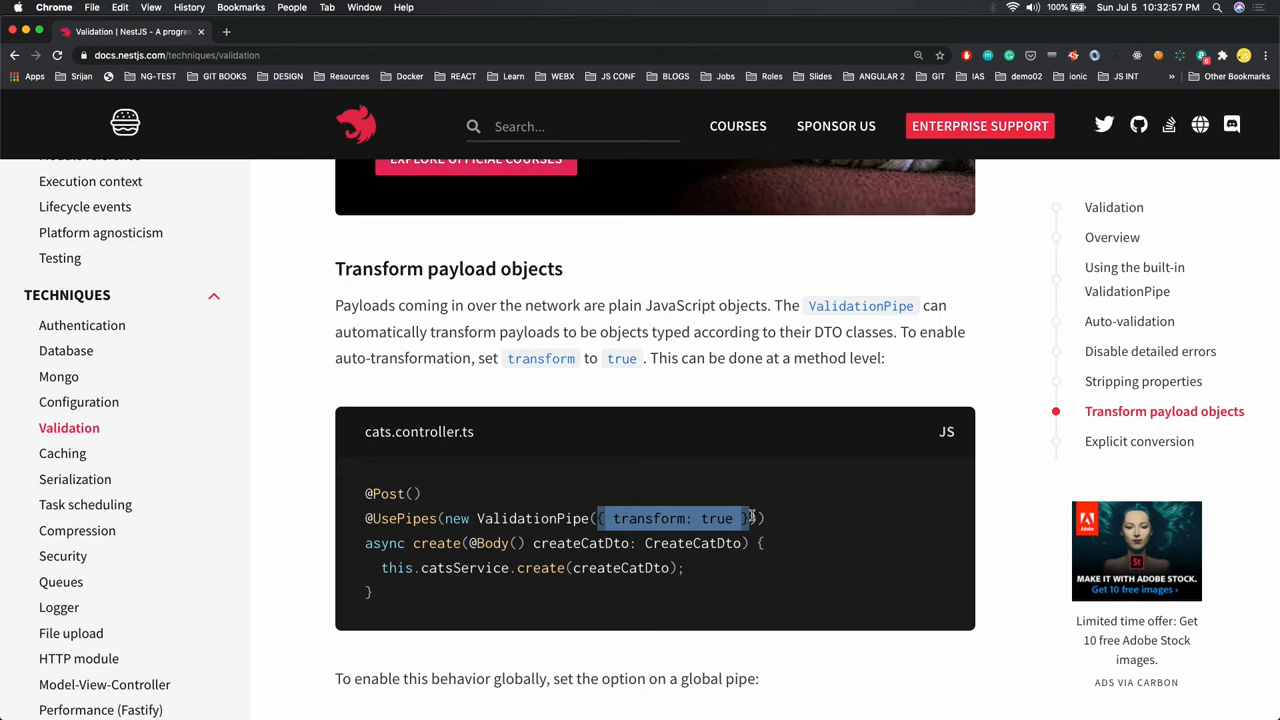 Chrome File Edit View History Bookmarks People Tab Window Help 100% Sun Jul 5 10:32:57 PM
Validation | NestJS - A progres
docs.nestjs.com/techniques/validation
Apps Srijan NG-TEST GIT BOOKS DESIGN Resources Docker REACT Learn WEBX JS CONF BLOGS Jobs Roles Slides ANGULAR 2 GIT IAS demo02 ionic JS INT » Other Bookmarks
Search...
COURSES
SPONSOR US
ENTERPRISE SUPPORT
Module reference
Execution context
Lifecycle events
Platform agnosticism
Testing
TECHNIQUES
Authentication
Database
Mongo
Configuration
Validation
Caching
Serialization
Task scheduling
Compression
Security
Queues
Logger
File upload
HTTP module
Model-View-Controller
Performance (Fastify)
EXPLORE OFFICIAL COURSES
Transform payload objects
Payloads coming in over the network are plain JavaScript objects. The ValidationPipe can
automatically transform payloads to be objects typed according to their DTO classes. To enable
auto-transformation, set transform to true . This can be done at a method level:
cats.controller.ts
JS
@Post()
@UsePipes(new ValidationPipe({ transform: true }))
async create(@Body() createCatDto: CreateCatDto) {
this.catsService.create(createCatDto);
}
To enable this behavior globally, set the option on a global pipe:
Validation
Overview
Using the built-in
ValidationPipe
Auto-validation
Disable detailed errors
Stripping properties
Transform payload objects
Explicit conversion
Adobe
St
MAKE IT WITH ADOBE STOCK.
Get 10 free images ›
Limited time offer: Get
10 free Adobe Stock
images.
ADS VIA CARBON